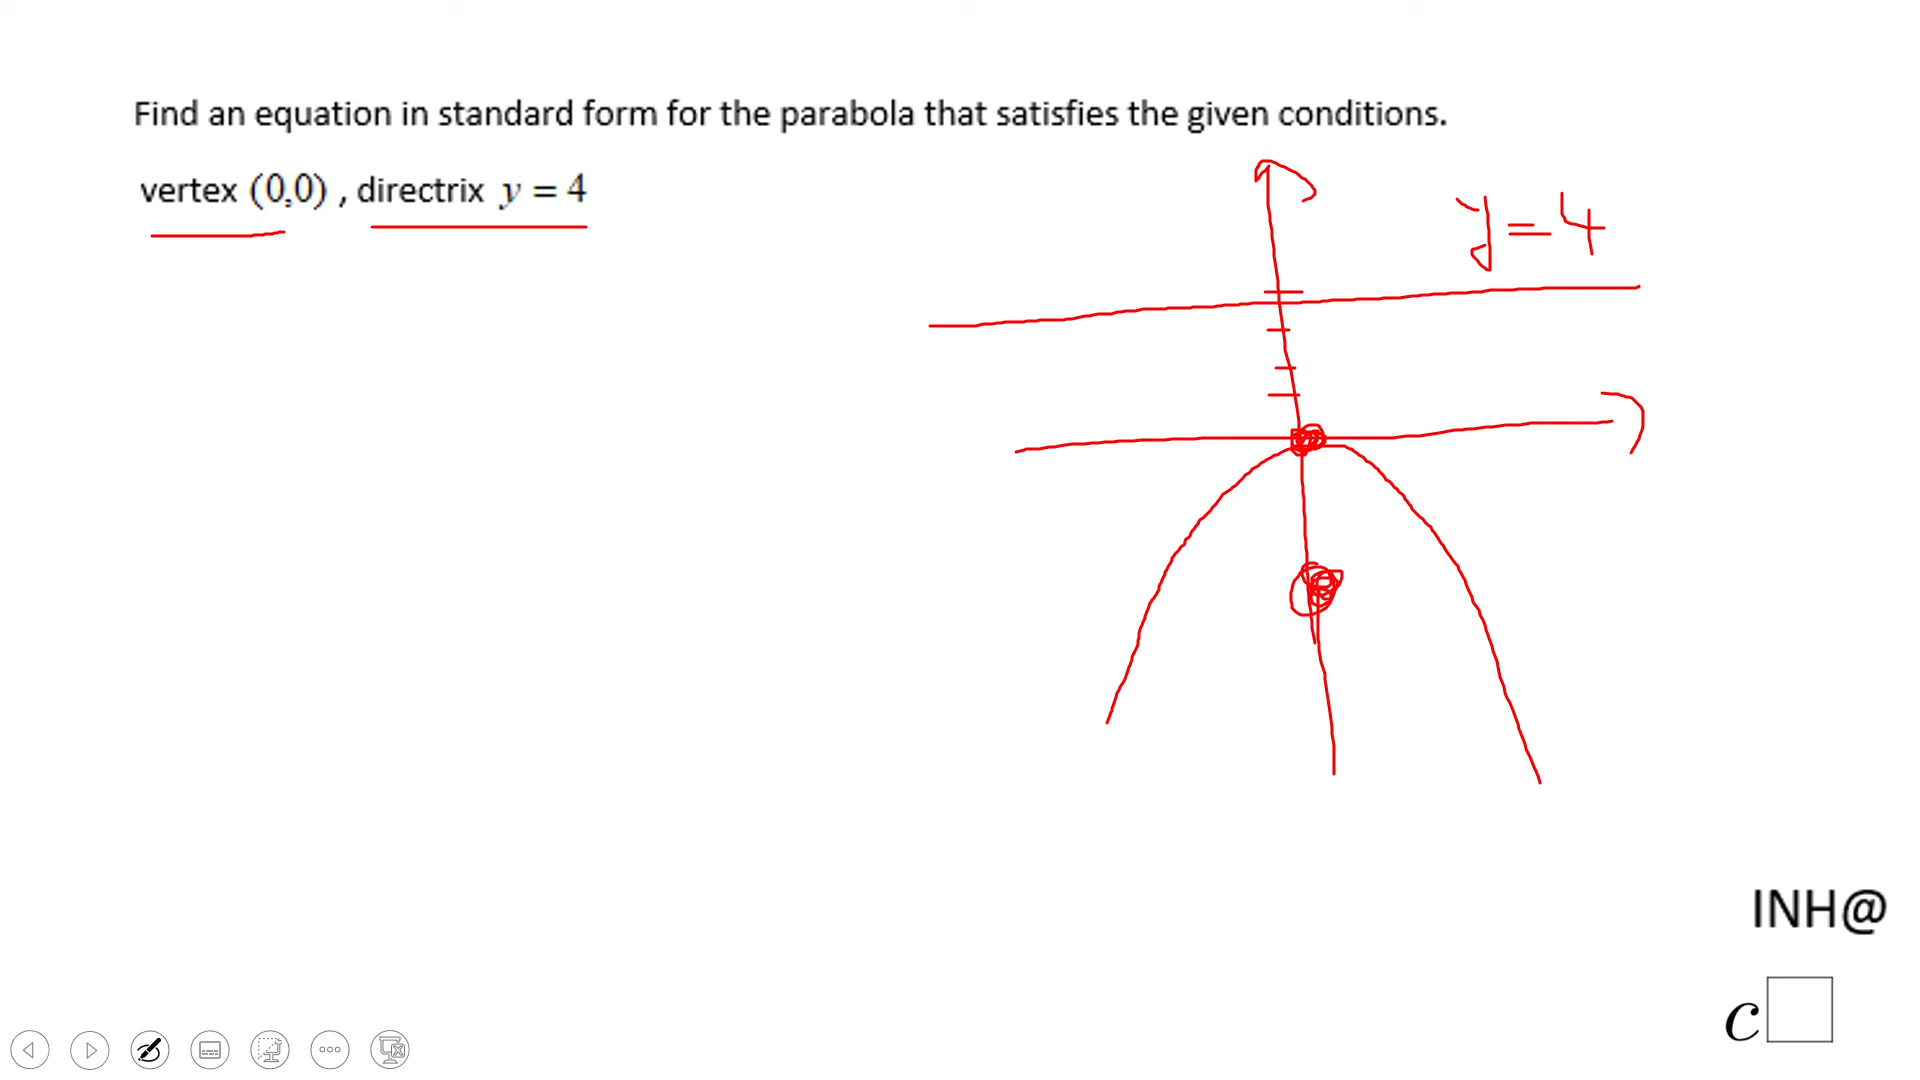 Find an equation in standard form for the parabola that satisfies the given conditions.
vertex (0,0) , directrix y = 4
y=4
INH@
c